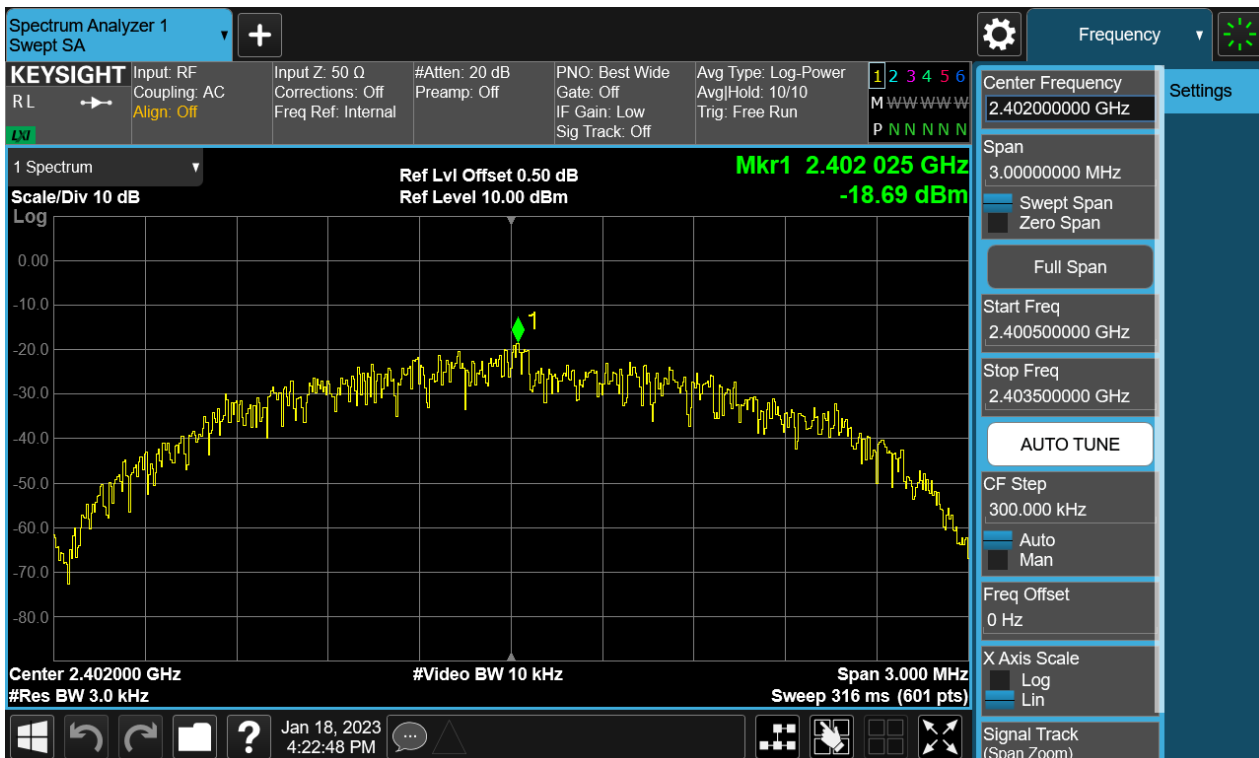 Spectrum Analyzer 1
Swept SA
+
Frequency
KEYSIGHT
RL
LXI
Input: RF
Coupling: AC
Align: Off
Input Z: 50 Ω
Corrections: Off
Freq Ref: Internal
#Atten: 20 dB
Preamp: Off
PNO: Best Wide
Gate: Off
IF Gain: Low
Sig Track: Off
Avg Type: Log-Power
Avg|Hold: 10/10
Trig: Free Run
1 2 3 4 5 6
M W W W W W
P N N N N N
1 Spectrum
Scale/Div 10 dB
Log
Ref Lvl Offset 0.50 dB
Ref Level 10.00 dBm
Mkr1 2.402 025 GHz
-18.69 dBm
0.00
-10.0
-20.0
-30.0
-40.0
-50.0
-60.0
-70.0
-80.0
1
Center 2.402000 GHz
#Res BW 3.0 kHz
#Video BW 10 kHz
Span 3.000 MHz
Sweep 316 ms (601 pts)
?
Jan 18, 2023
4:22:48 PM
Center Frequency
2.402000000 GHz
Span
3.00000000 MHz
Swept Span
Zero Span
Full Span
Start Freq
2.400500000 GHz
Stop Freq
2.403500000 GHz
AUTO TUNE
CF Step
300.000 kHz
Auto
Man
Freq Offset
0 Hz
X Axis Scale
Log
Lin
Signal Track
(Span Zoom)
Settings